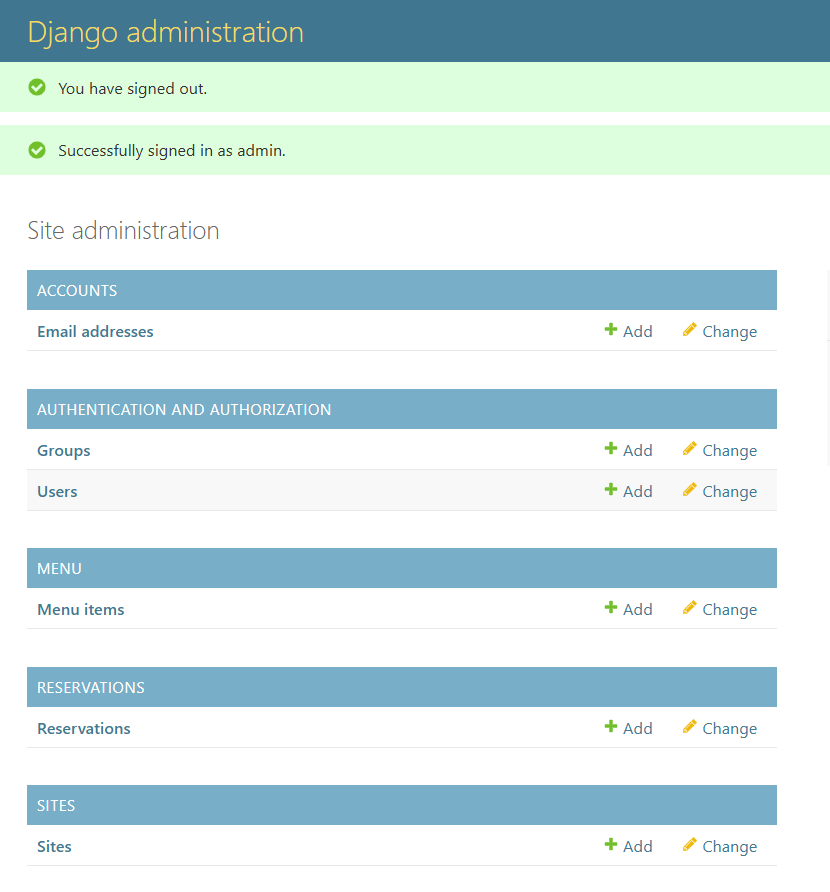 Django administration
You have signed out.
Successfully signed in as admin.
Site administration
ACCOUNTS
Email addresses Add Change
AUTHENTICATION AND AUTHORIZATION
Groups Add Change
Users Add Change
MENU
Menu items Add Change
RESERVATIONS
Reservations Add Change
SITES
Sites Add Change